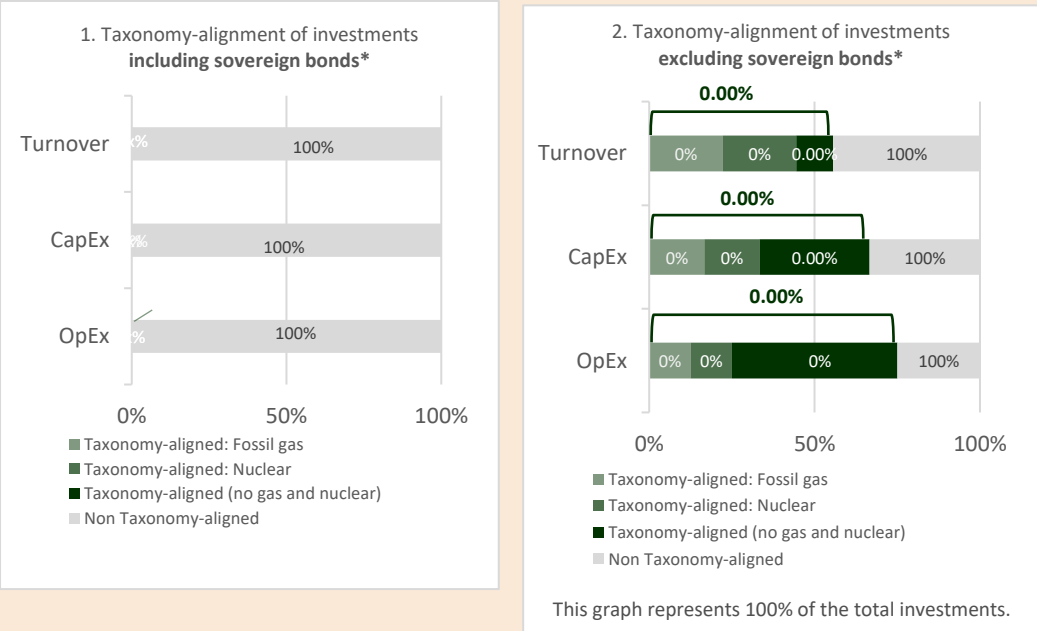 1. Taxonomy-alignment of investments
including sovereign bonds*
Turnover
100%
CapEx
100%
OpEx
100%
0% 50% 100%
Taxonomy-aligned: Fossil gas
Taxonomy-aligned: Nuclear
Taxonomy-aligned (no gas and nuclear)
Non Taxonomy-aligned
2. Taxonomy-alignment of investments
excluding sovereign bonds*
0.00%
Turnover 0% 0% 0.00% 100%
0.00%
CapEx 0% 0% 0.00% 100%
0.00%
OpEx 0% 0% 0% 100%
0% 50% 100%
Taxonomy-aligned: Fossil gas
Taxonomy-aligned: Nuclear
Taxonomy-aligned (no gas and nuclear)
Non Taxonomy-aligned
This graph represents 100% of the total investments.